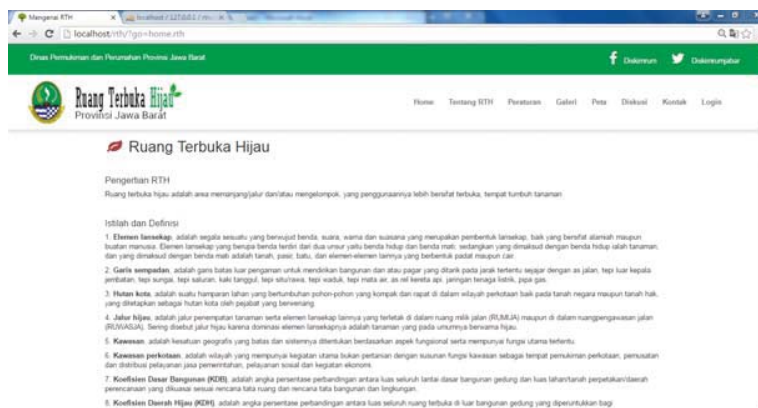 Mengenai RTH
localhost / 127.0.0.1 /
localhost/rth/?go=home.rth
Dinas Permukiman dan Perumahan Provinsi Jawa Barat
Diskimrum
Diskimrumjabar
Ruang Terbuka Hijau
Provinsi Jawa Barat
Home Tentang RTH Peraturan Galeri Peta Diskusi Kontak Login
Ruang Terbuka Hijau
Pengertian RTH
Ruang terbuka hijau adalah area memanjang/jalur dan/atau mengelompok, yang penggunaannya lebih bersifat terbuka, tempat tumbuh tanaman
Istilah dan Definisi
1. Elemen lansekap, adalah segala sesuatu yang berwujud benda, suara, warna dan suasana yang merupakan pembentuk lansekap, baik yang bersifat alamiah maupun
buatan manusia. Elemen lansekap yang berupa benda terdiri dari dua unsur yaitu benda hidup dan benda mati; sedangkan yang dimaksud dengan benda hidup ialah tanaman,
dan yang dimaksud dengan benda mati adalah tanah, pasir, batu, dan elemen-elemen lainnya yang berbentuk padat maupun cair.
2. Garis sempadan, adalah garis batas luar pengaman untuk mendirikan bangunan dan atau pagar yang ditarik pada jarak tertentu sejajar dengan as jalan, tepi luar kepala
jembatan, tepi sungai, tepi saluran, kaki tanggul, tepi situ/rawa, tepi waduk, tepi mata air, as rel kereta api, jaringan tenaga listrik, pipa gas.
3. Hutan kota, adalah suatu hamparan lahan yang bertumbuhan pohon-pohon yang kompak dan rapat di dalam wilayah perkotaan baik pada tanah negara maupun tanah hak,
yang ditetapkan sebagai hutan kota oleh pejabat yang berwenang.
4. Jalur hijau, adalah jalur penempatan tanaman serta elemen lansekap lainnya yang terletak di dalam ruang milik jalan (RUMIJA) maupun di dalam ruangpengawasan jalan
(RUWASJA). Sering disebut jalur hijau karena dominasi elemen lansekapnya adalah tanaman yang pada umumnya berwarna hijau.
5. Kawasan, adalah kesatuan geografis yang batas dan sistemnya ditentukan berdasarkan aspek fungsional serta mempunyai fungsi utama tertentu.
6. Kawasan perkotaan, adalah wilayah yang mempunyai kegiatan utama bukan pertanian dengan susunan fungsi kawasan sebagai tempat pemukiman perkotaan, pemusatan
dan distribusi pelayanan jasa pemerintahan, pelayanan sosial dan kegiatan ekonomi.
7. Koefisien Dasar Bangunan (KDB), adalah angka persentase perbandingan antara luas seluruh lantai dasar bangunan gedung dan luas lahan/tanah perpetakan/daerah
perencanaan yang dikuasai sesuai rencana tata ruang dan rencana tata bangunan dan lingkungan.
8. Koefisien Daerah Hijau (KDH), adalah angka persentase perbandingan antara luas seluruh ruang terbuka di luar bangunan gedung yang diperuntukkan bagi